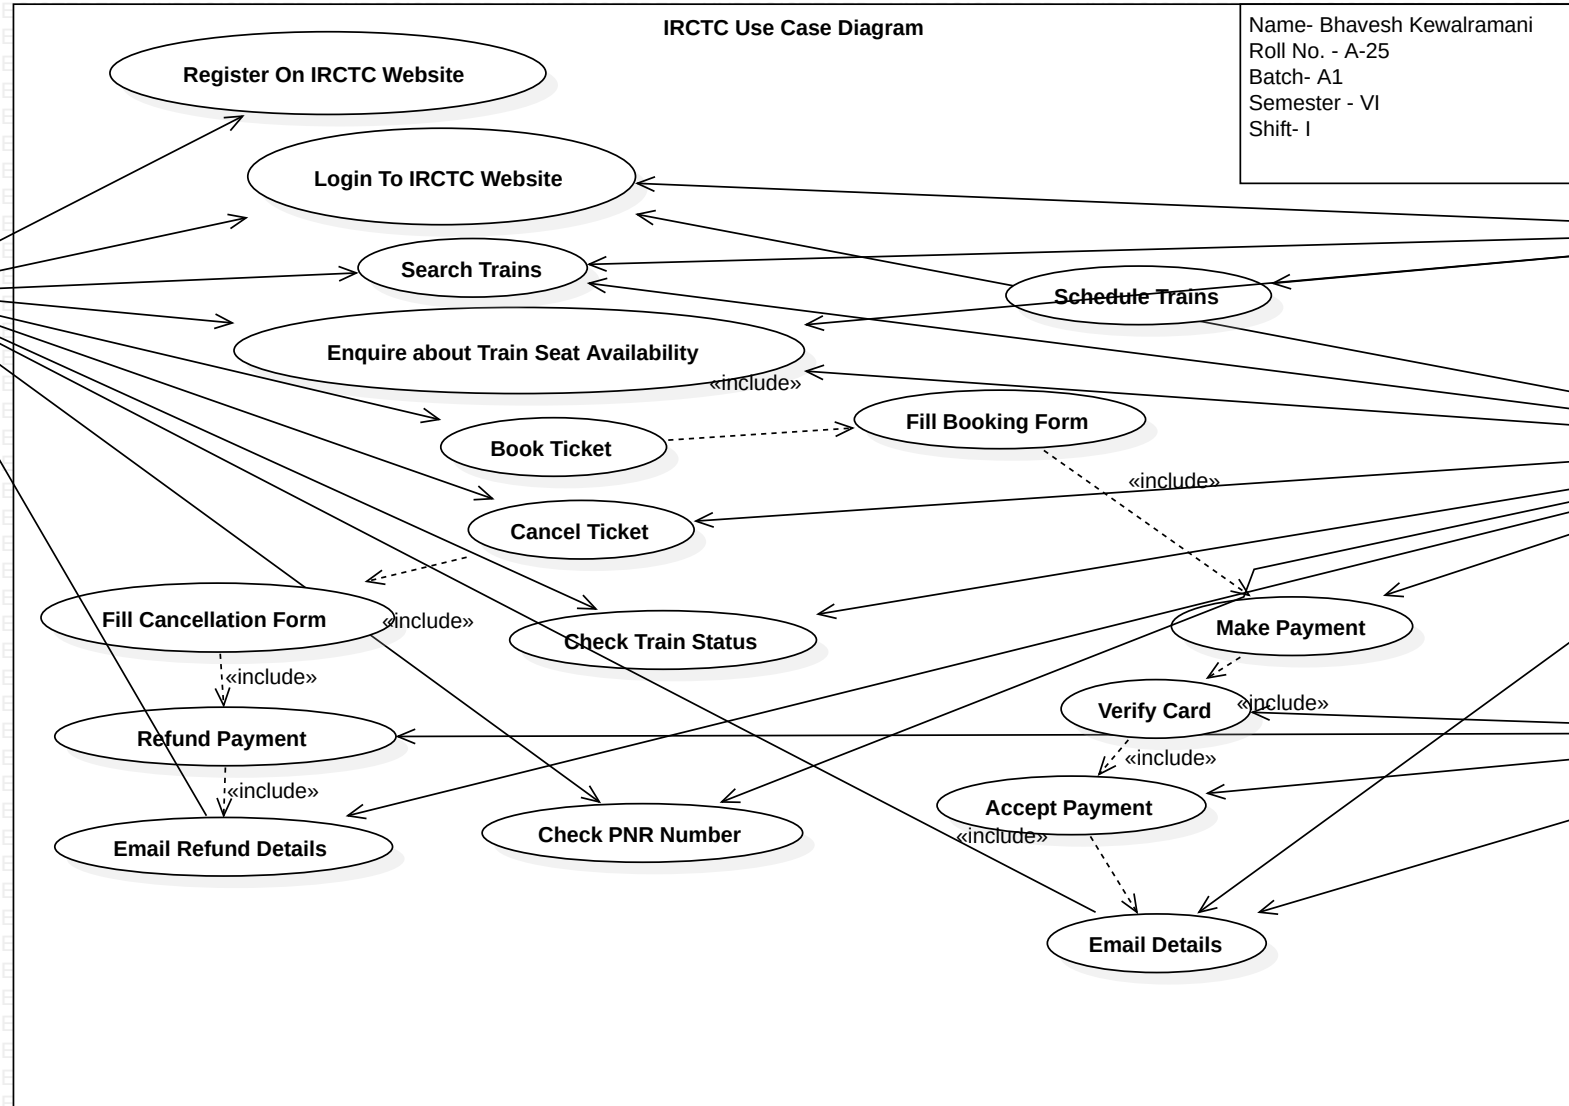 IRCTC Use Case Diagram
Name- Bhavesh Kewalramani
Roll No. - A-25
Batch- A1
Semester - VI
Shift- I
Register On IRCTC Website
Login To IRCTC Website
Search Trains
Schedule Trains
Enquire about Train Seat Availability
«include»
Fill Booking Form
Book Ticket
«include»
Cancel Ticket
Fill Cancellation Form
«include»
Check Train Status
Make Payment
«include»
Verify Card
«include»
Refund Payment
«include»
«include»
Accept Payment
«include»
Check PNR Number
Email Refund Details
Email Details